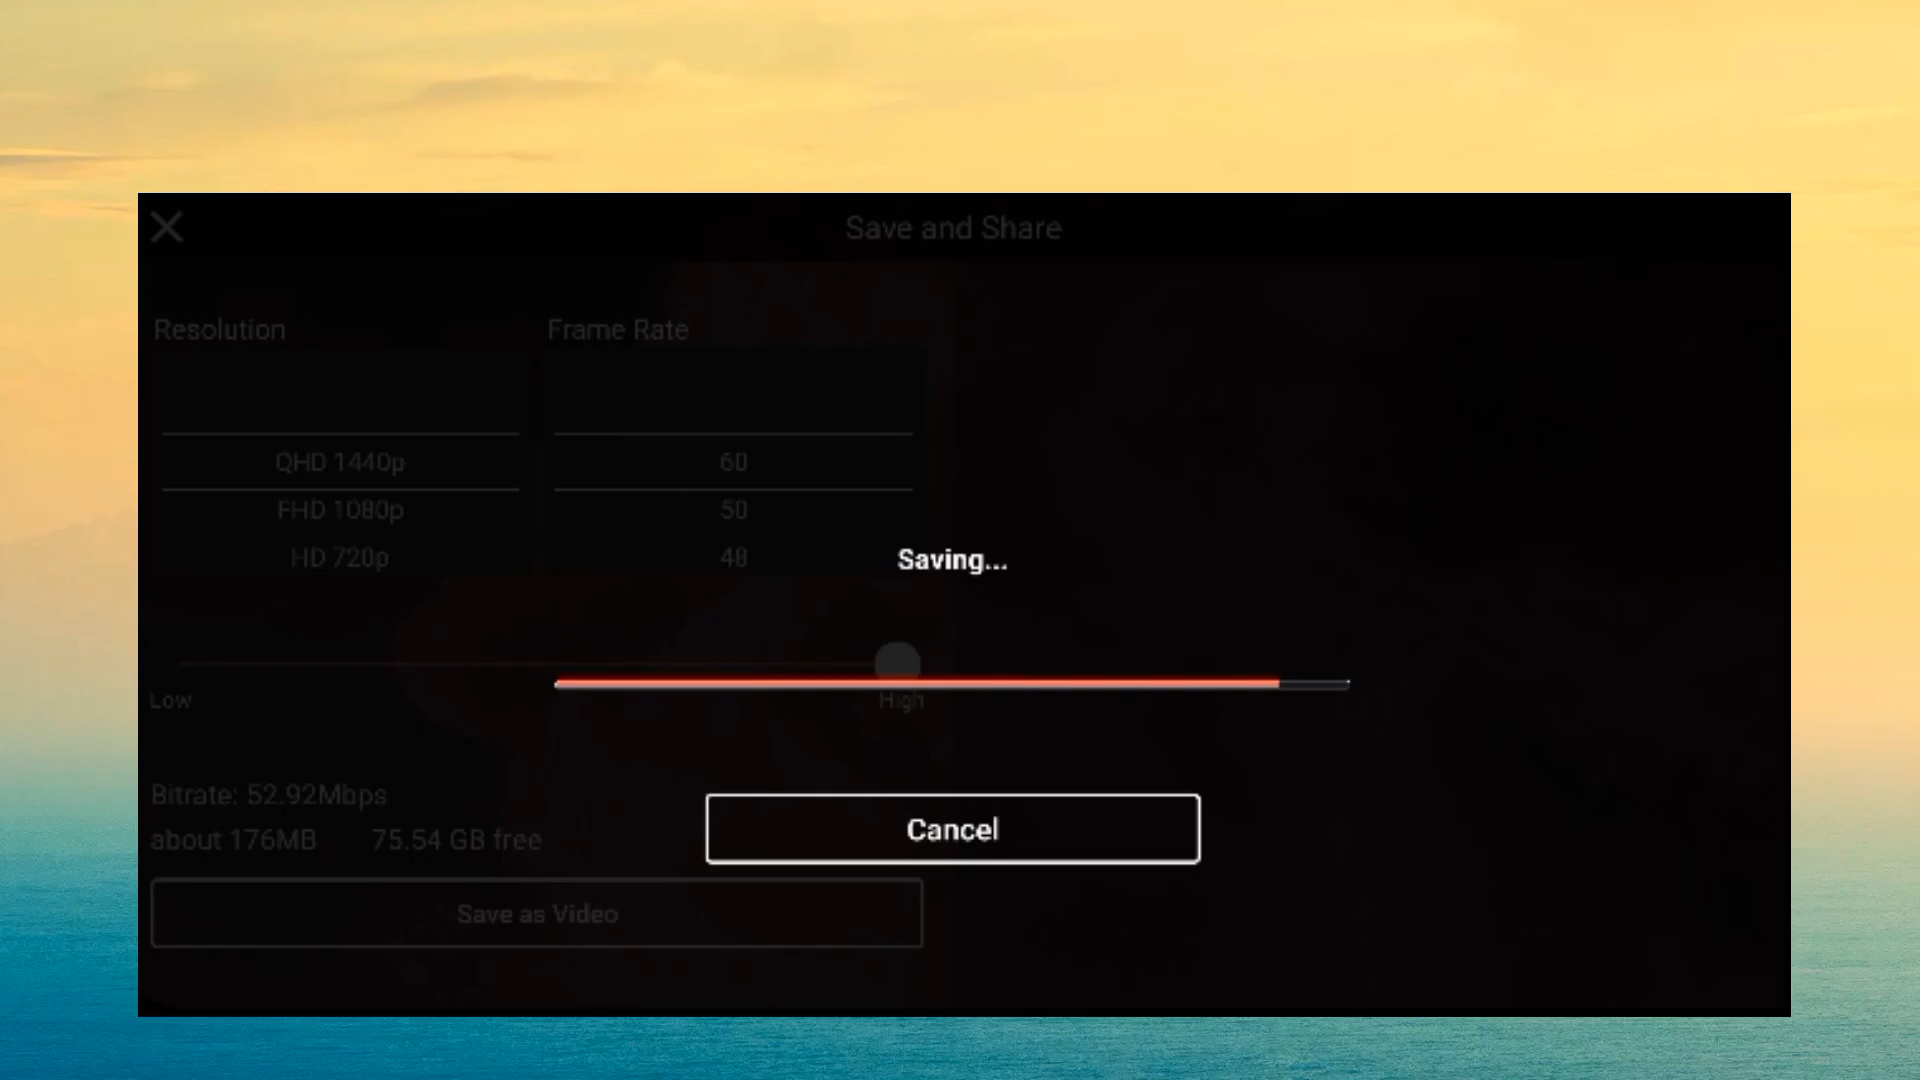 Save and Share
Resolution
Frame Rate
QHD 1440p
60
FHD 1080p
50
HD 720p
48
Saving...
Low
High
Bitrate: 52.92Mbps
about 176MB 75.54 GB free
Cancel
Save as Video